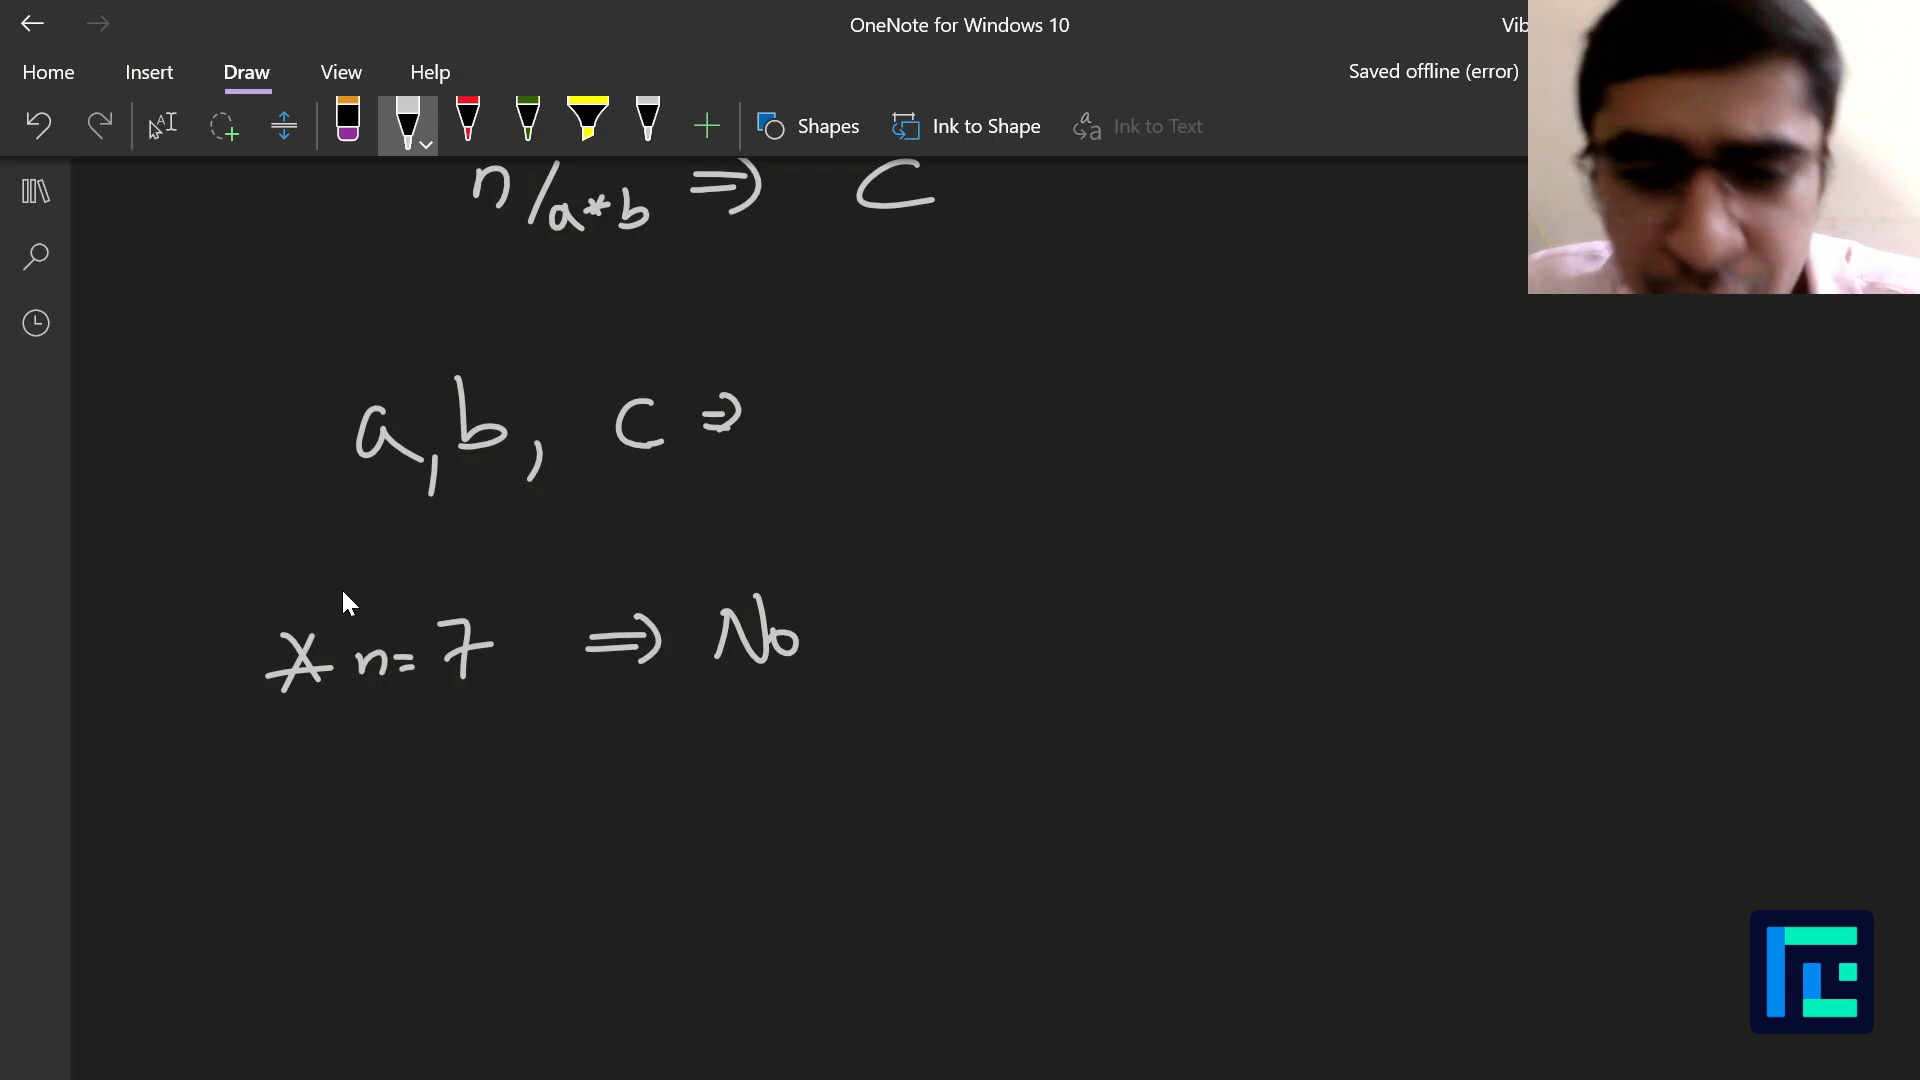 OneNote for Windows 10
Vib
Home Insert Draw View Help
Saved offline (error)
Shapes Ink to Shape Ink to Text
n/a*b ⇒ C
a, b, c ⇒
* n = 7 ⇒ No